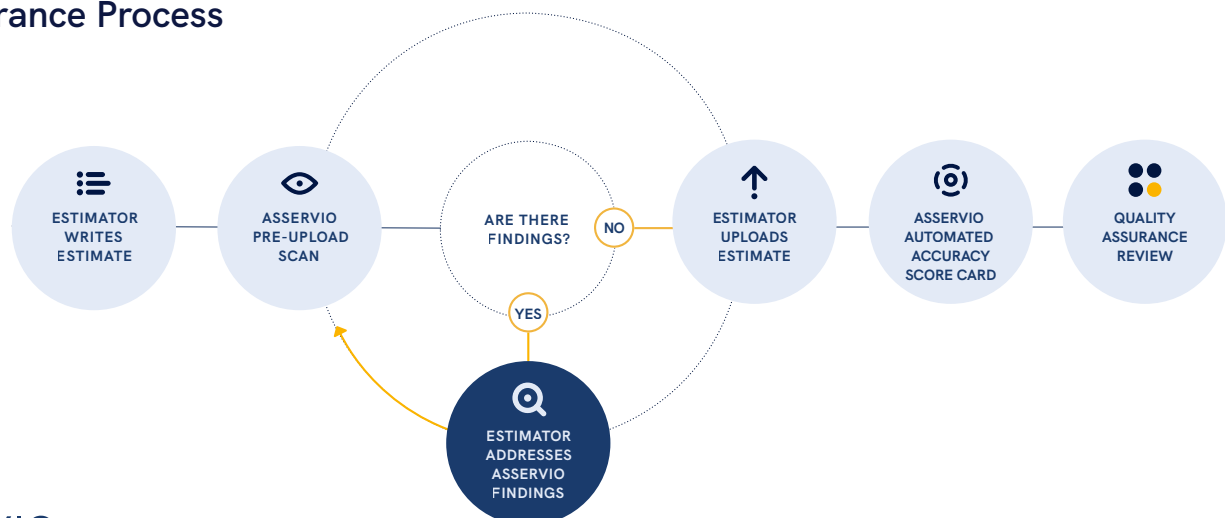 rance Process
ESTIMATOR
WRITES
ESTIMATE
ASSERVIO
PRE-UPLOAD
SCAN
ARE THERE
FINDINGS?
NO
YES
ESTIMATOR
UPLOADS
ESTIMATE
ASSERVIO
AUTOMATED
ACCURACY
SCORE CARD
QUALITY
ASSURANCE
REVIEW
ESTIMATOR
ADDRESSES
ASSERVIO
FINDINGS